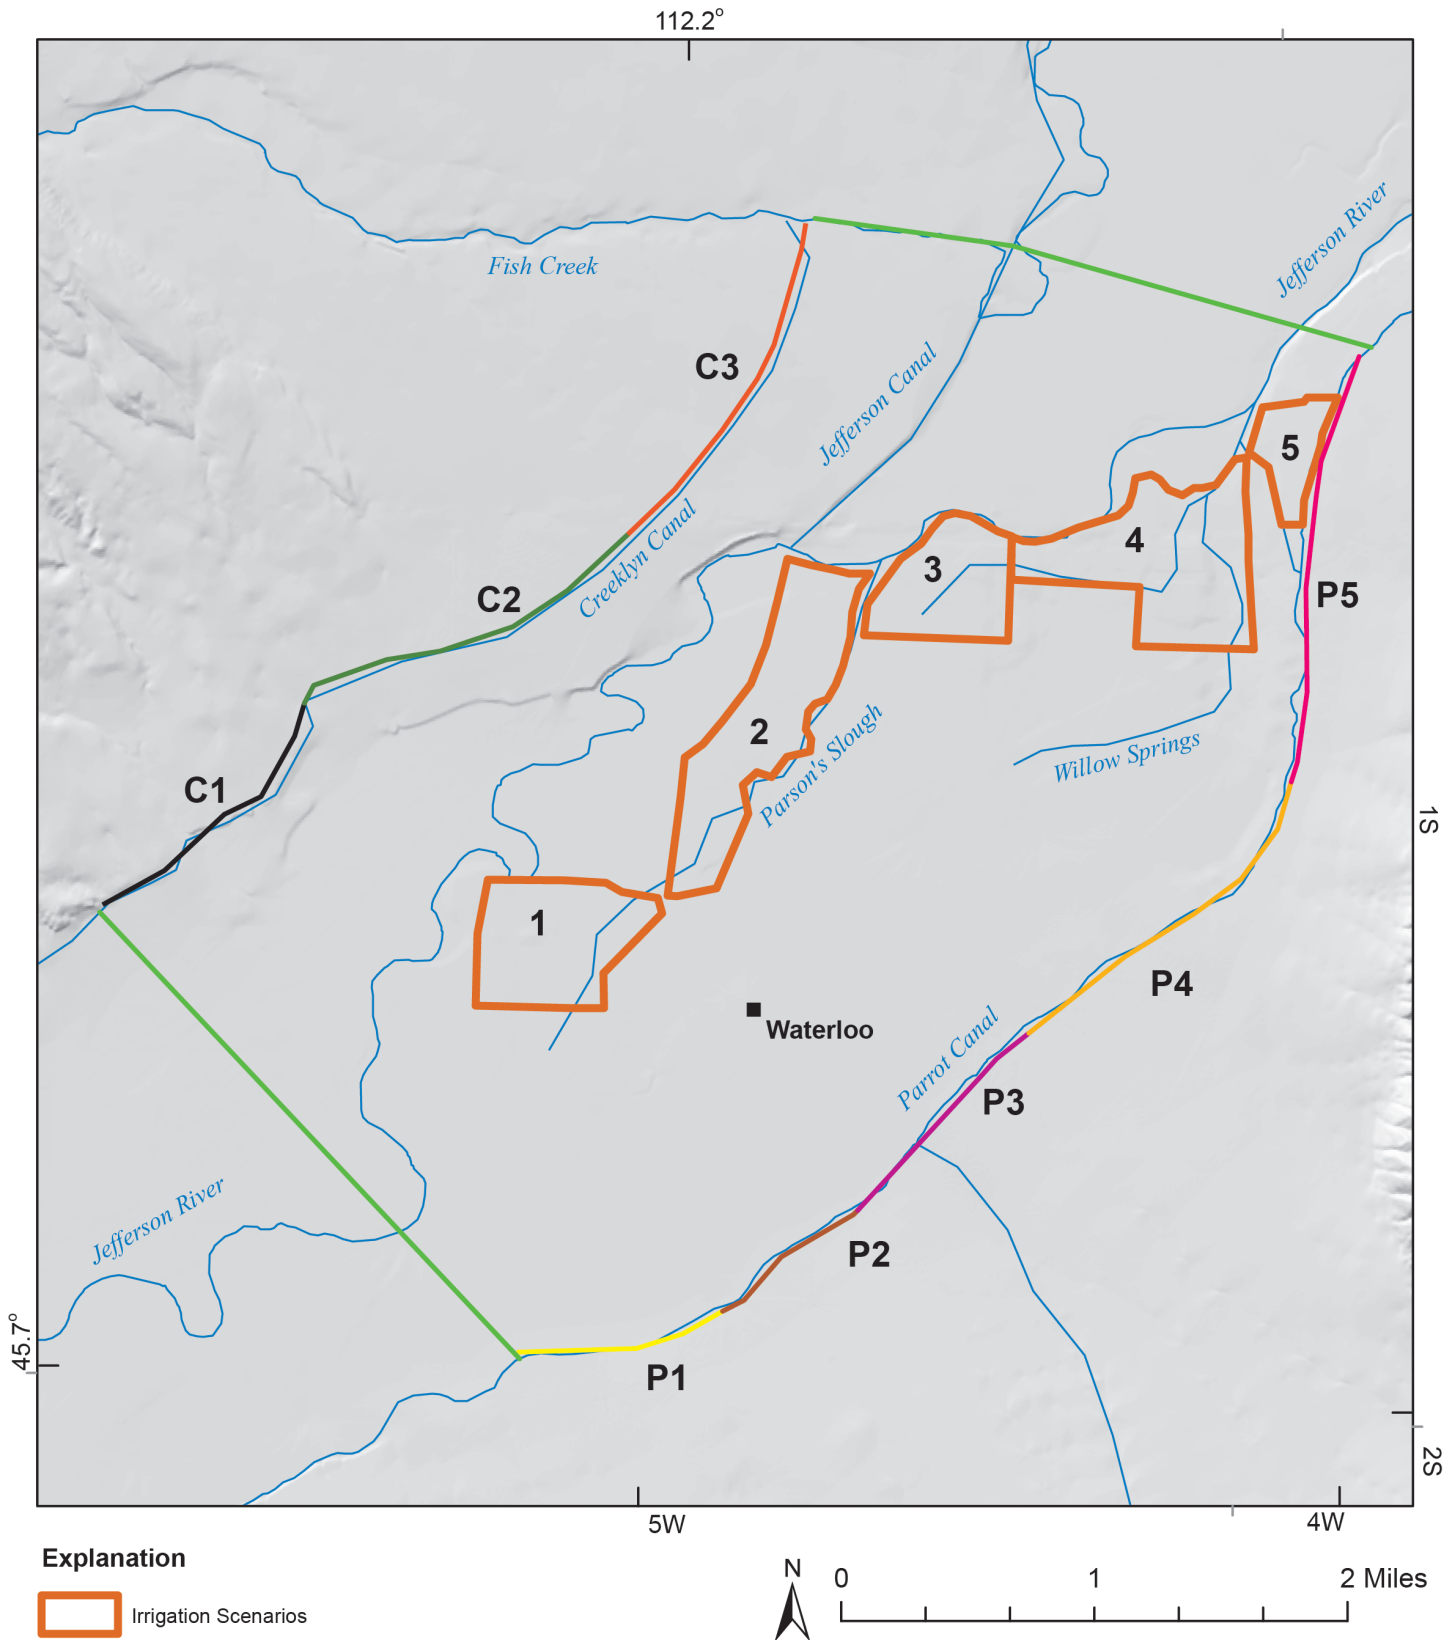 112.2°
Jefferson River
Fish Creek
C3
Jefferson Canal
5
4
3
C2
Creeklyn Canal
P5
2
Parson's Slough
Willow Springs
C1
1S
1
P4
Waterloo
Parrot Canal
P3
Jefferson River
P2
45.7°
P1
2S
5W
4W
Explanation
Irrigation Scenarios
N
0 1 2 Miles